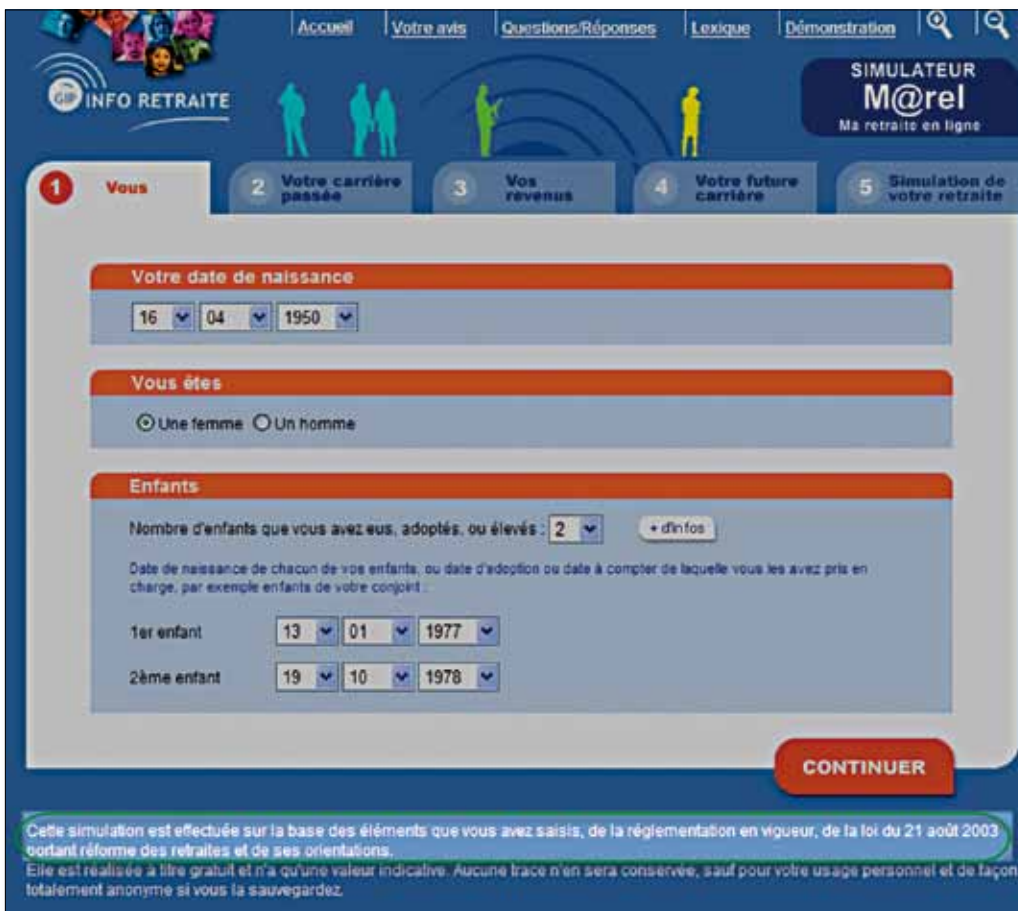 Accueil Votre avis Questions/Réponses Lexique Démonstration
GIP INFO RETRAITE
SIMULATEUR
M@rel
Ma retraite en ligne
1 Vous
2 Votre carrière passée
3 Vos revenus
4 Votre future carrière
5 Simulation de votre retraite
Votre date de naissance
16 04 1950
Vous êtes
Une femme Un homme
Enfants
Nombre d'enfants que vous avez eus, adoptés, ou élevés : 2 + d'infos
Date de naissance de chacun de vos enfants, ou date d'adoption ou date à compter de laquelle vous les avez pris en
charge, par exemple enfants de votre conjoint :
1er enfant 13 01 1977
2ème enfant 19 10 1978
CONTINUER
Cette simulation est effectuée sur la base des éléments que vous avez saisis, de la réglementation en vigueur, de la loi du 21 août 2003
portant réforme des retraites et de ses orientations.
Elle est réalisée à titre gratuit et n'a qu'une valeur indicative. Aucune trace n'en sera conservée, sauf pour votre usage personnel et de façon
totalement anonyme si vous la sauvegardez.